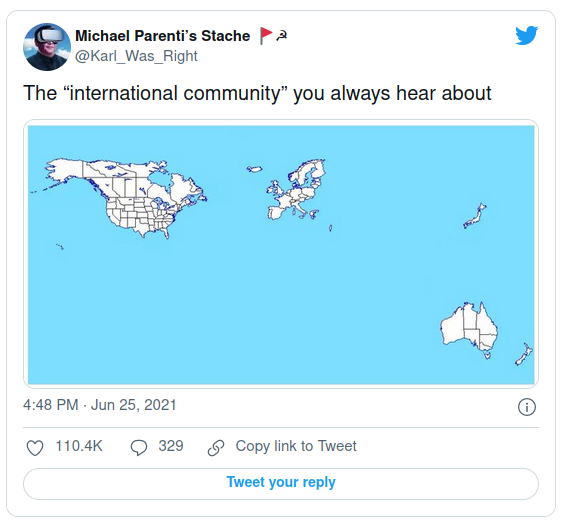 Michael Parenti’s Stache 🚩☭
@Karl_Was_Right
The “international community” you always hear about
4:48 PM · Jun 25, 2021
110.4K 329 Copy link to Tweet
Tweet your reply